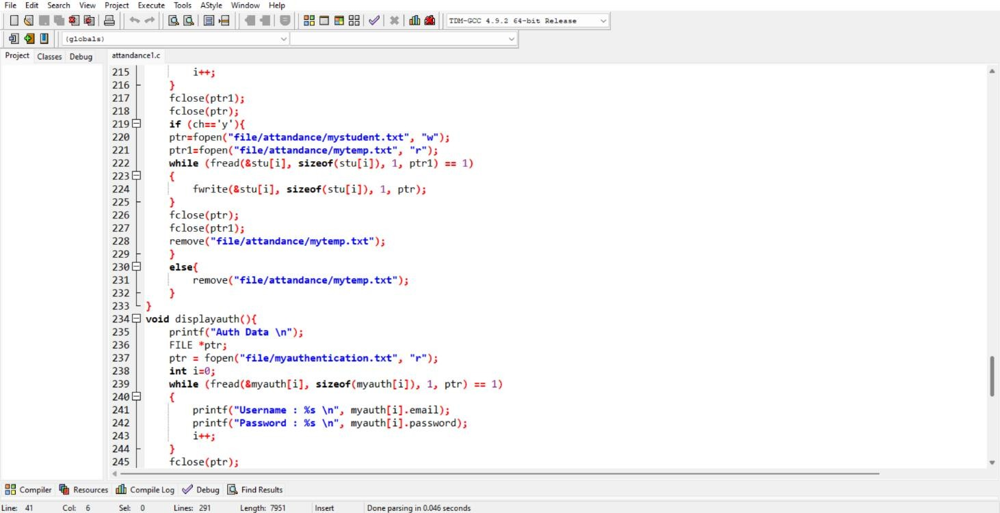 File Edit Search View Project Execute Tools AStyle Window Help
TDM-GCC 4.9.2 64-bit Release
(globals)
Project Classes Debug attandance1.c
215 i++;
216 }
217 fclose(ptr1);
218 fclose(ptr);
219 if (ch=='y'){
220 ptr=fopen("file/attandance/mystudent.txt", "w");
221 ptr1=fopen("file/attandance/mytemp.txt", "r");
222 while (fread(&stu[i], sizeof(stu[i]), 1, ptr1) == 1)
223 {
224 fwrite(&stu[i], sizeof(stu[i]), 1, ptr);
225 }
226 fclose(ptr);
227 fclose(ptr1);
228 remove("file/attandance/mytemp.txt");
229 }
230 else{
231 remove("file/attandance/mytemp.txt");
232 }
233 }
234 void displayauth(){
235 printf("Auth Data \n");
236 FILE *ptr;
237 ptr = fopen("file/myauthentication.txt", "r");
238 int i=0;
239 while (fread(&myauth[i], sizeof(myauth[i]), 1, ptr) == 1)
240 {
241 printf("Username : %s \n", myauth[i].email);
242 printf("Password : %s \n", myauth[i].password);
243 i++;
244 }
245 fclose(ptr);
Compiler Resources Compile Log Debug Find Results
Line: 41 Col: 6 Sel: 0 Lines: 291 Length: 7951 Insert Done parsing in 0.046 seconds